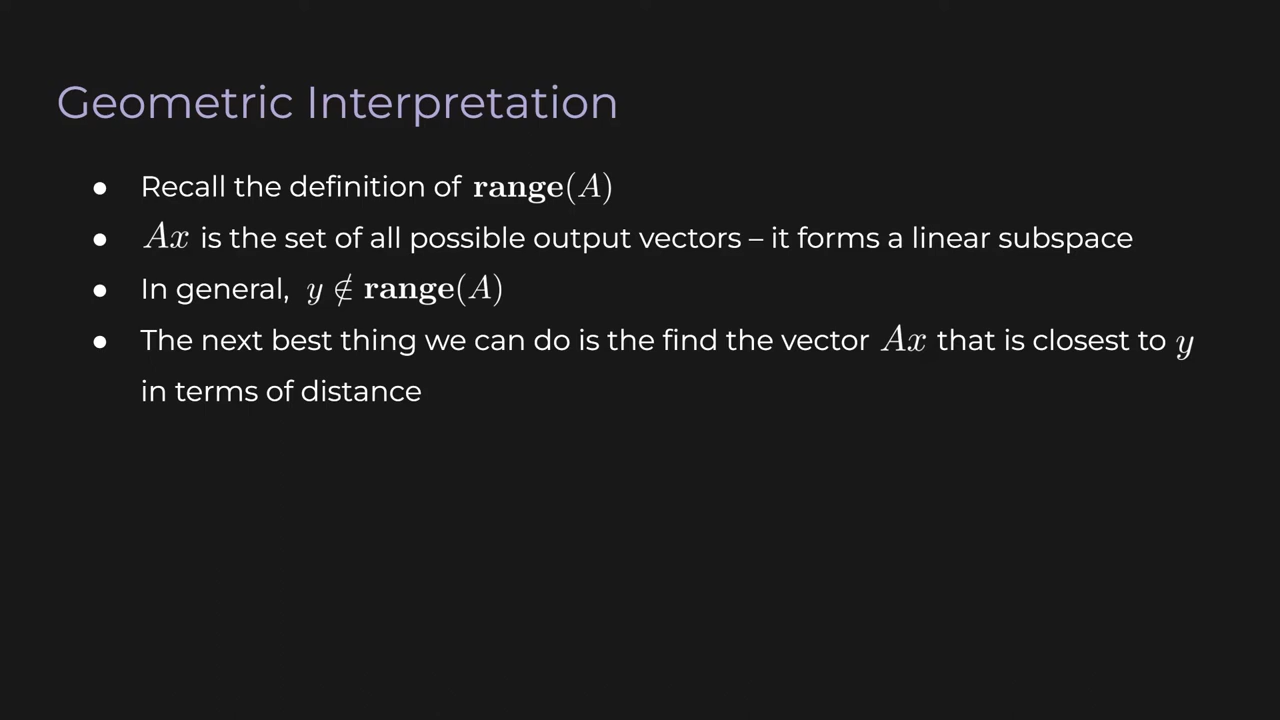 Geometric Interpretation
● Recall the definition of range(A)
● Ax is the set of all possible output vectors – it forms a linear subspace
● In general, y ∉ range(A)
● The next best thing we can do is the find the vector Ax that is closest to y
in terms of distance